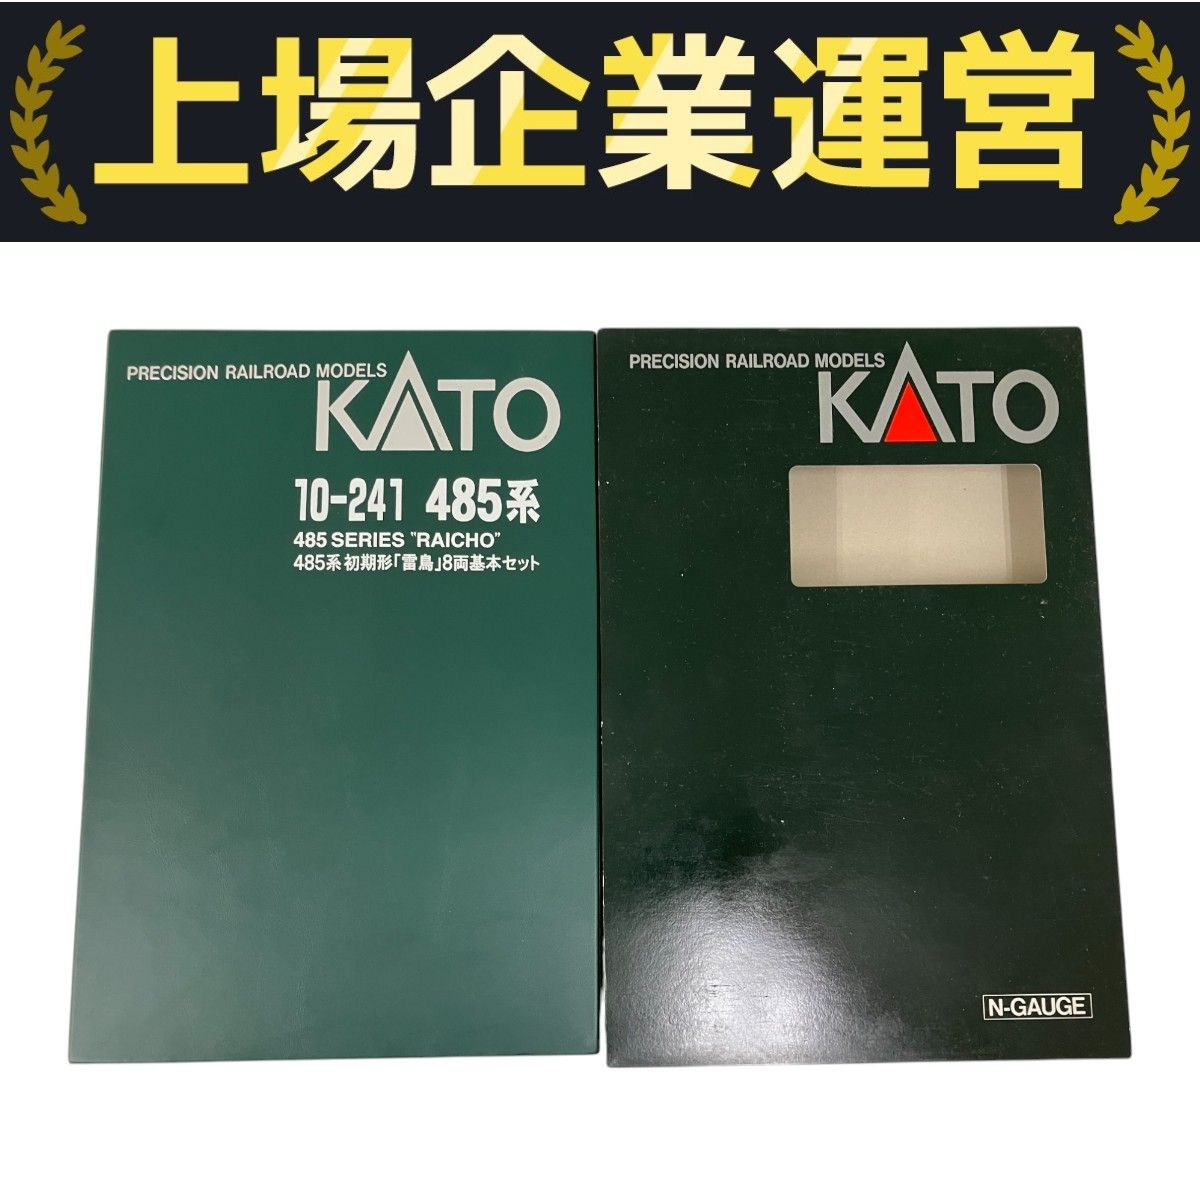 上場企業運営
PRECISION RAILROAD MODELS
KATO
10-241 485系
485 SERIES "RAICHO"
485系初期形「雷鳥」8両基本セット
PRECISION RAILROAD MODELS
KATO
N-GAUGE